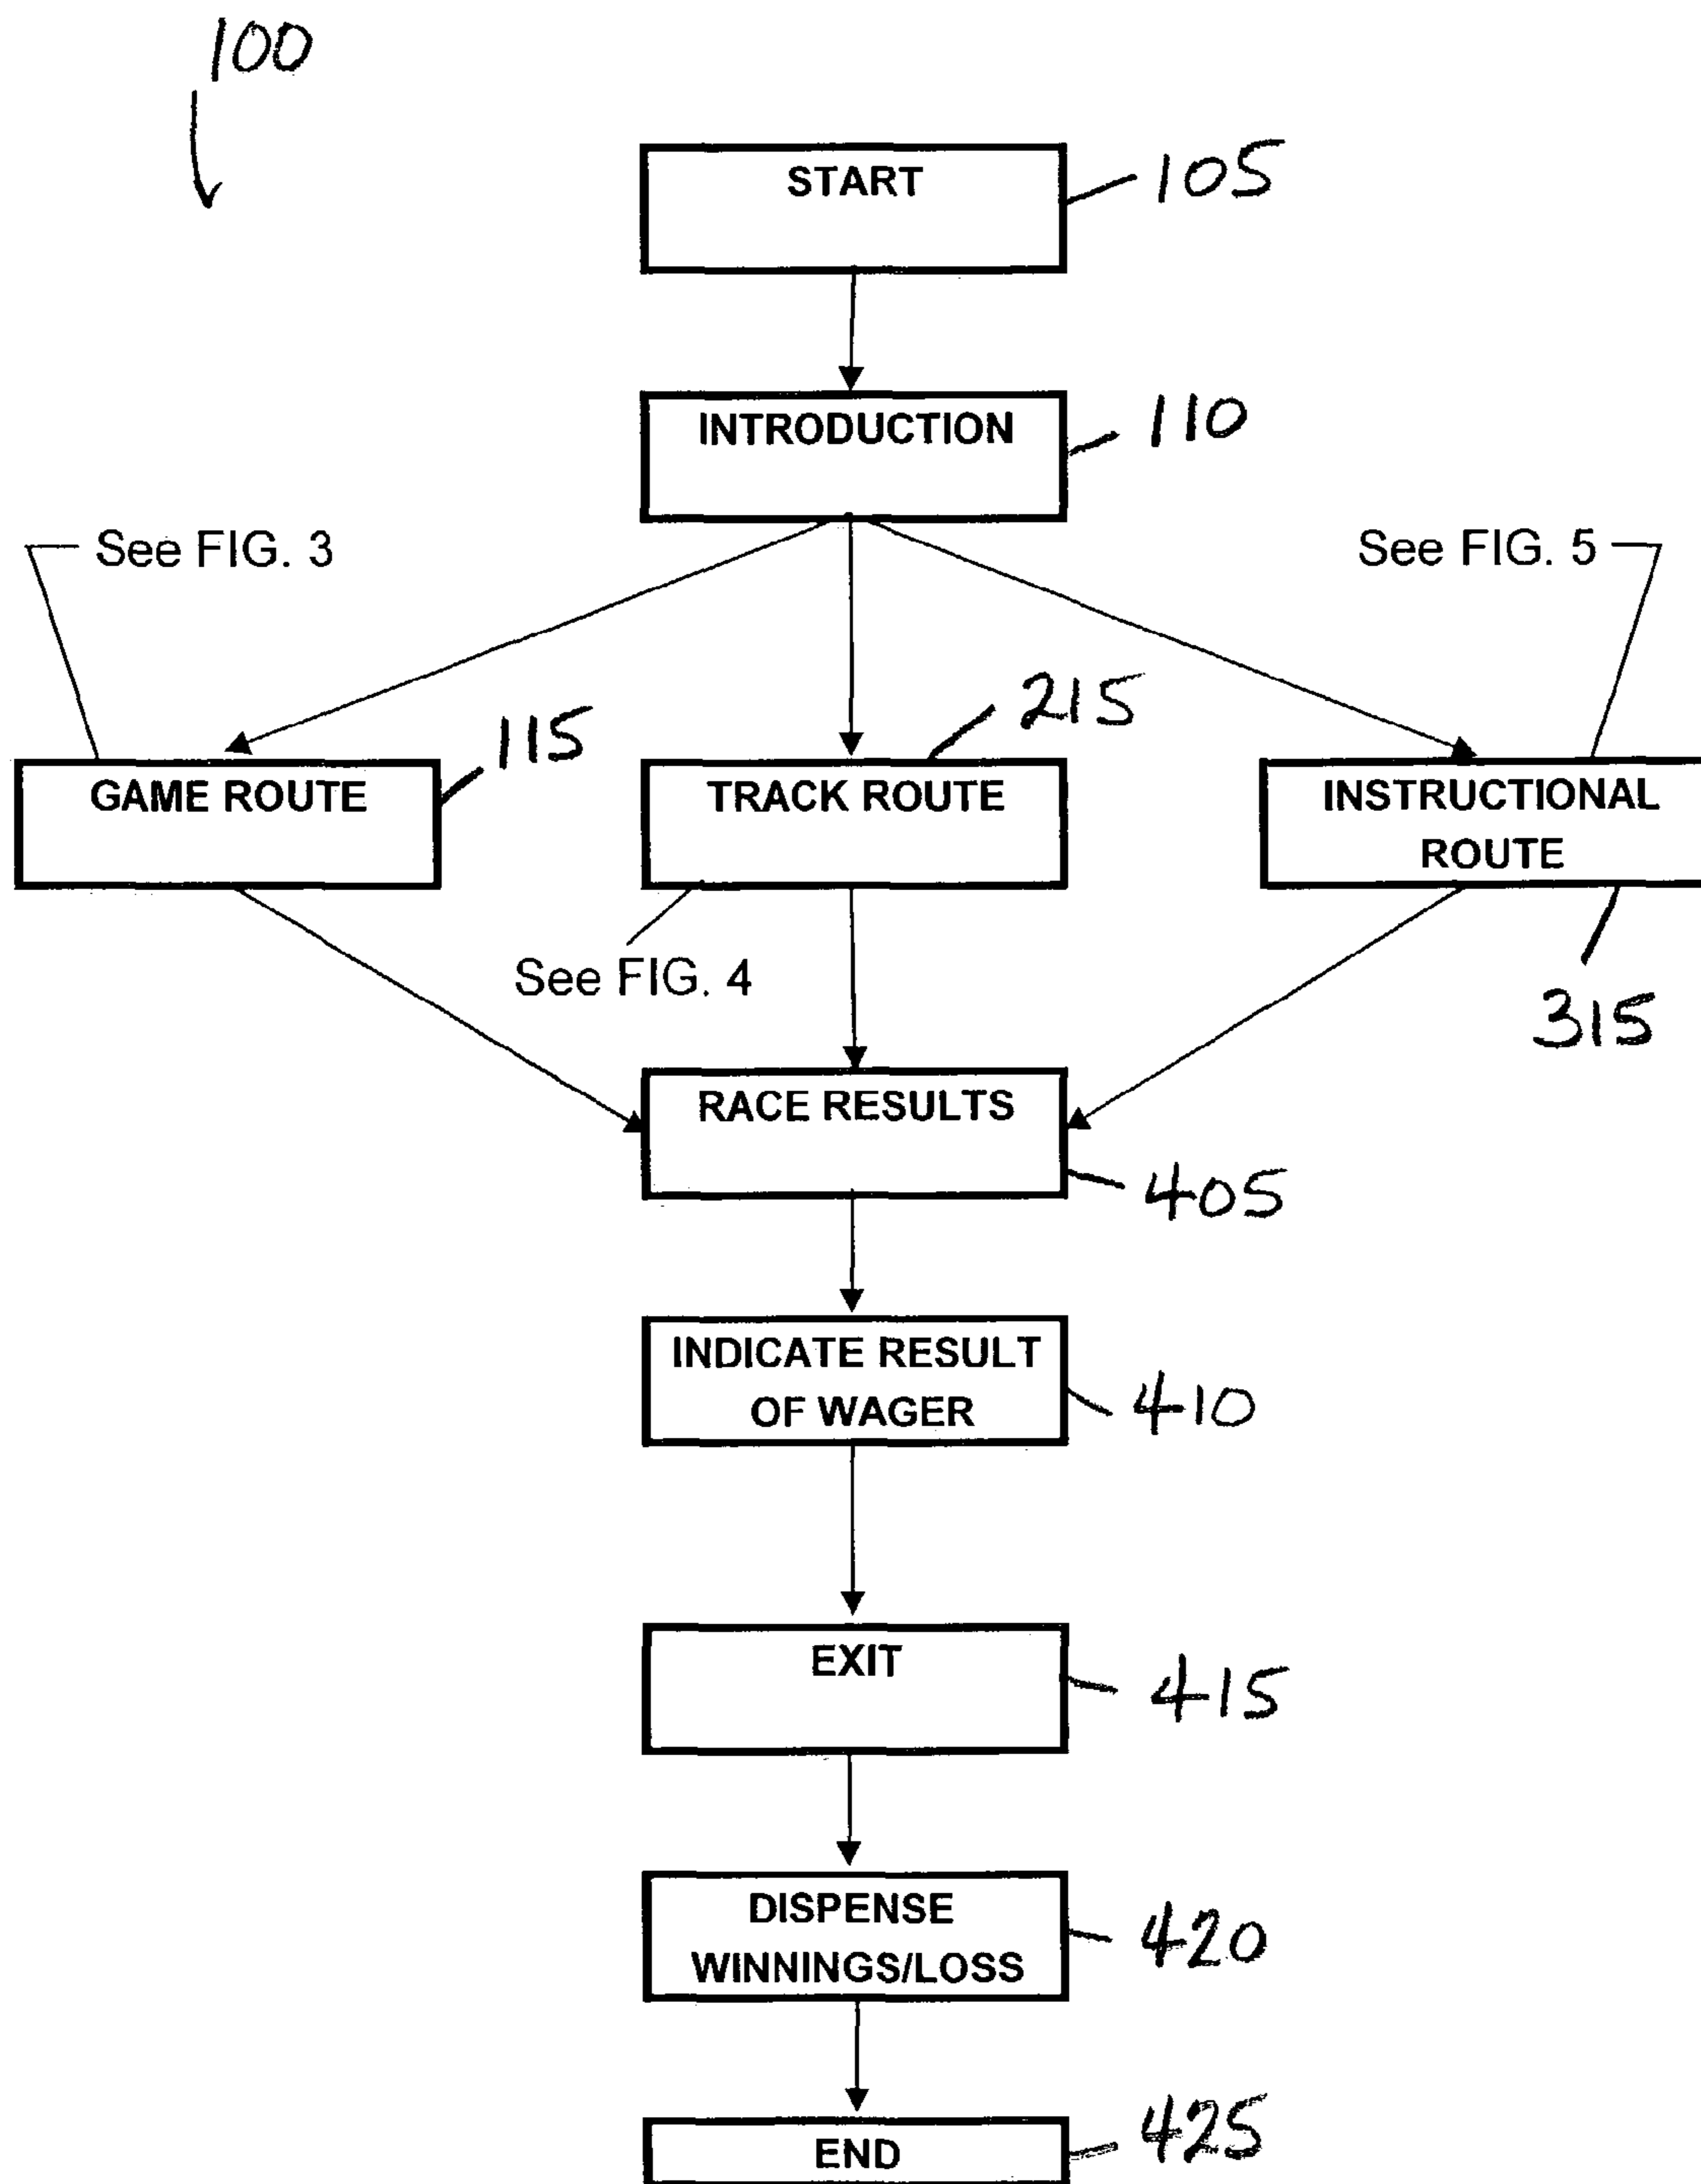 100
START
105
INTRODUCTION
110
See FIG. 3
See FIG. 5
GAME ROUTE
115
TRACK ROUTE
215
INSTRUCTIONAL
ROUTE
315
See FIG. 4
RACE RESULTS
405
INDICATE RESULT
OF WAGER
410
EXIT
415
DISPENSE
WINNINGS/LOSS
420
END
425